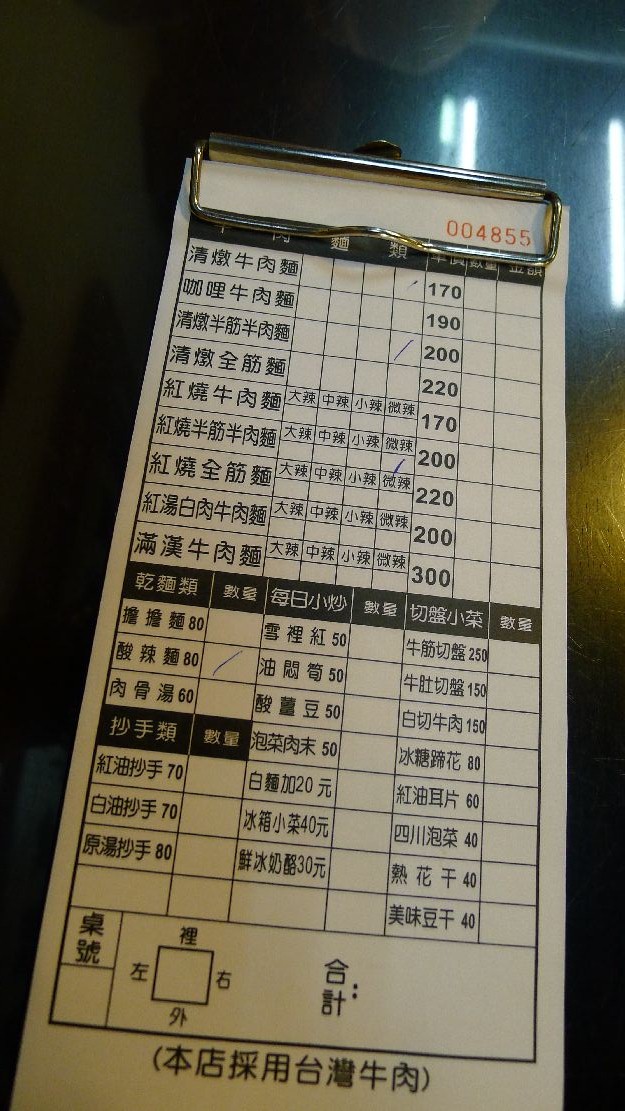 004855
牛肉麵類 單價 數量 金額
清燉牛肉麵 170
咖哩牛肉麵 190
清燉半筋半肉麵 200
清燉全筋麵 220
紅燒牛肉麵 大辣 中辣 小辣 微辣 170
紅燒半筋半肉麵 大辣 中辣 小辣 微辣 200
紅燒全筋麵 大辣 中辣 小辣 微辣 220
紅湯白肉牛肉麵 大辣 中辣 小辣 微辣 200
滿漢牛肉麵 大辣 中辣 小辣 微辣 300
乾麵類 數量 每日小炒 數量 切盤小菜 數量
擔擔麵 80 雪裡紅 50 牛筋切盤 250
酸辣麵 80 油悶筍 50 牛肚切盤 150
肉骨湯 60 酸薑豆 50 白切牛肉 150
抄手類 數量 泡菜肉末 50 冰糖蹄花 80
紅油抄手 70 白麵加20元 紅油耳片 60
白油抄手 70 冰箱小菜40元 四川泡菜 40
原湯抄手 80 鮮冰奶酪30元 熱花干 40
美味豆干 40
桌號 裡 左 右 外 合計：
(本店採用台灣牛肉)